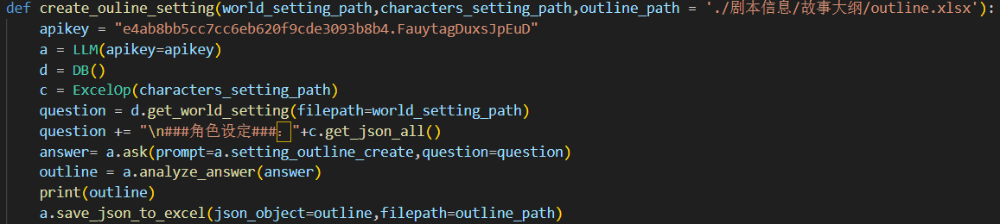 def create_ouline_setting(world_setting_path,characters_setting_path,outline_path = './剧本信息/故事大纲/outline.xlsx'):
    apikey = "e4ab8bb5cc7cc6eb620f9cde3093b8b4.FauytagDuxsJpEuD"
    a = LLM(apikey=apikey)
    d = DB()
    c = ExcelOp(characters_setting_path)
    question = d.get_world_setting(filepath=world_setting_path)
    question += "\n###角色设定###："+c.get_json_all()
    answer= a.ask(prompt=a.setting_outline_create,question=question)
    outline = a.analyze_answer(answer)
    print(outline)
    a.save_json_to_excel(json_object=outline,filepath=outline_path)